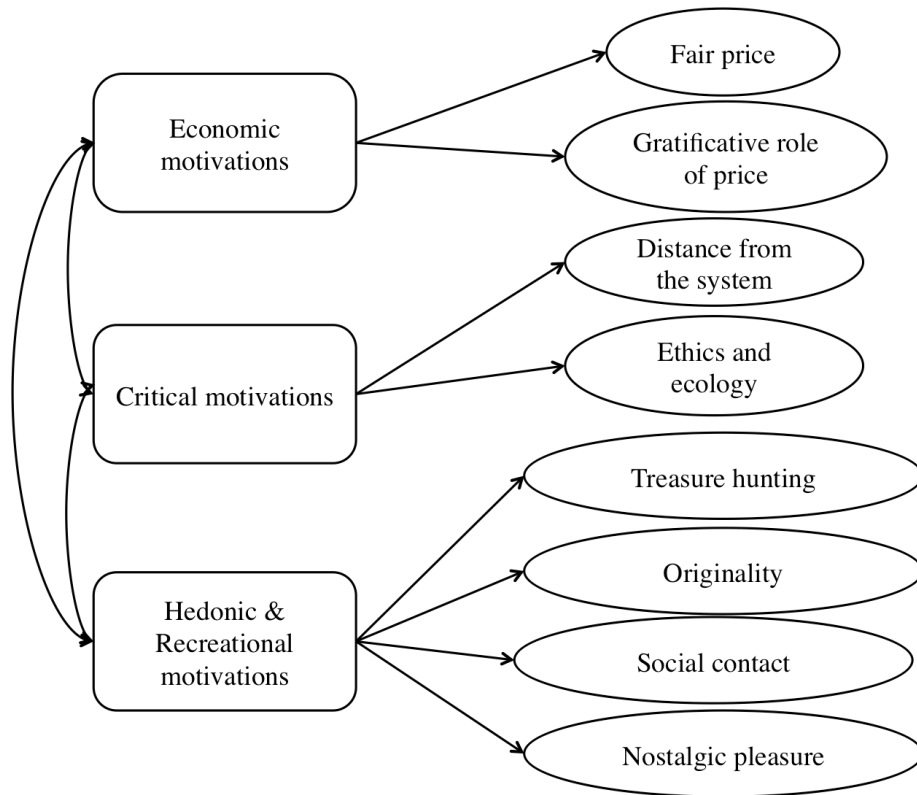 Economic
motivations
Fair price
Gratificative role
of price
Critical motivations
Distance from
the system
Ethics and
ecology
Hedonic &
Recreational
motivations
Treasure hunting
Originality
Social contact
Nostalgic pleasure